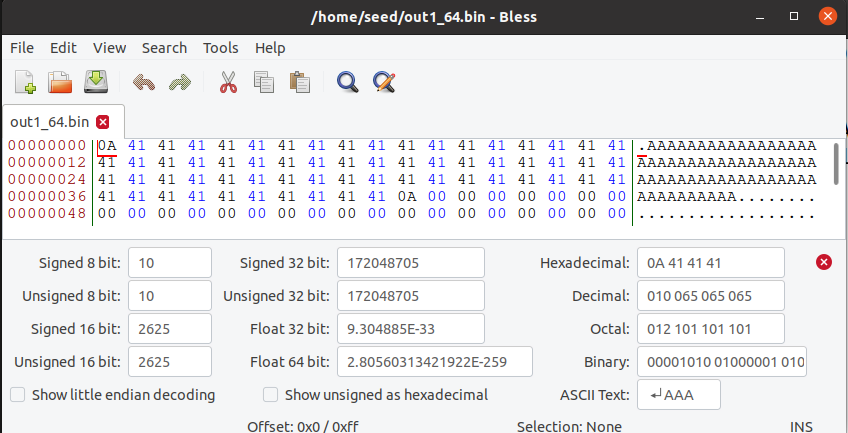 /home/seed/out1_64.bin - Bless
File Edit View Search Tools Help
out1_64.bin
00000000 0A 41 41 41 41 41 41 41 41 41 41 41 41 41 41 41 41 41 .AAAAAAAAAAAAAAAAA
00000012 41 41 41 41 41 41 41 41 41 41 41 41 41 41 41 41 41 41 AAAAAAAAAAAAAAAAAA
00000024 41 41 41 41 41 41 41 41 41 41 41 41 41 41 41 41 41 41 AAAAAAAAAAAAAAAAAA
00000036 41 41 41 41 41 41 41 41 41 41 0A 00 00 00 00 00 00 00 AAAAAAAAAA........
00000048 00 00 00 00 00 00 00 00 00 00 00 00 00 00 00 00 00 00 ..................
Signed 8 bit: 10 Signed 32 bit: 172048705 Hexadecimal: 0A 41 41 41
Unsigned 8 bit: 10 Unsigned 32 bit: 172048705 Decimal: 010 065 065 065
Signed 16 bit: 2625 Float 32 bit: 9.304885E-33 Octal: 012 101 101 101
Unsigned 16 bit: 2625 Float 64 bit: 2.80560313421922E-259 Binary: 00001010 01000001 010
Show little endian decoding Show unsigned as hexadecimal ASCII Text: ↵AAA
Offset: 0x0 / 0xff Selection: None INS